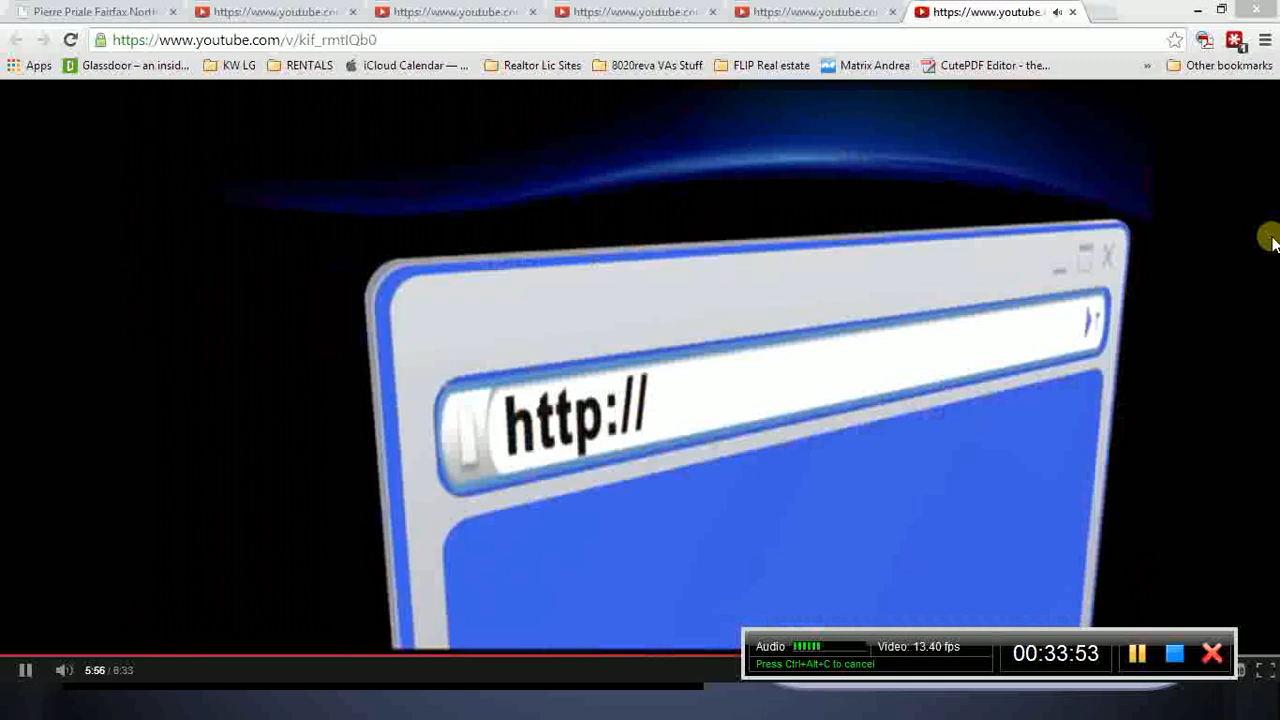 Pierre Priale Fairfax Nort
https://www.youtube.co
https://www.youtube.co
https://www.youtube.co
https://www.youtube.co
https://www.youtube.
https://www.youtube.com/v/kif_rmtIQb0
Apps Glassdoor – an insid... KW LG RENTALS iCloud Calendar — ... Realtor Lic Sites 8020reva VAs Stuff FLIP Real estate Matrix Andrea CutePDF Editor - the... » Other bookmarks
http://
Audio Video: 13.40 fps
Press Ctrl+Alt+C to cancel
00:33:53
5:56 / 6:33